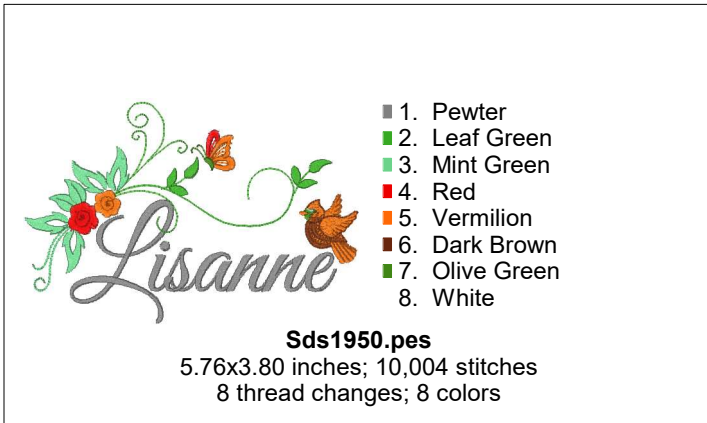 Lisanne
1. Pewter
2. Leaf Green
3. Mint Green
4. Red
5. Vermilion
6. Dark Brown
7. Olive Green
8. White
Sds1950.pes
5.76x3.80 inches; 10,004 stitches
8 thread changes; 8 colors